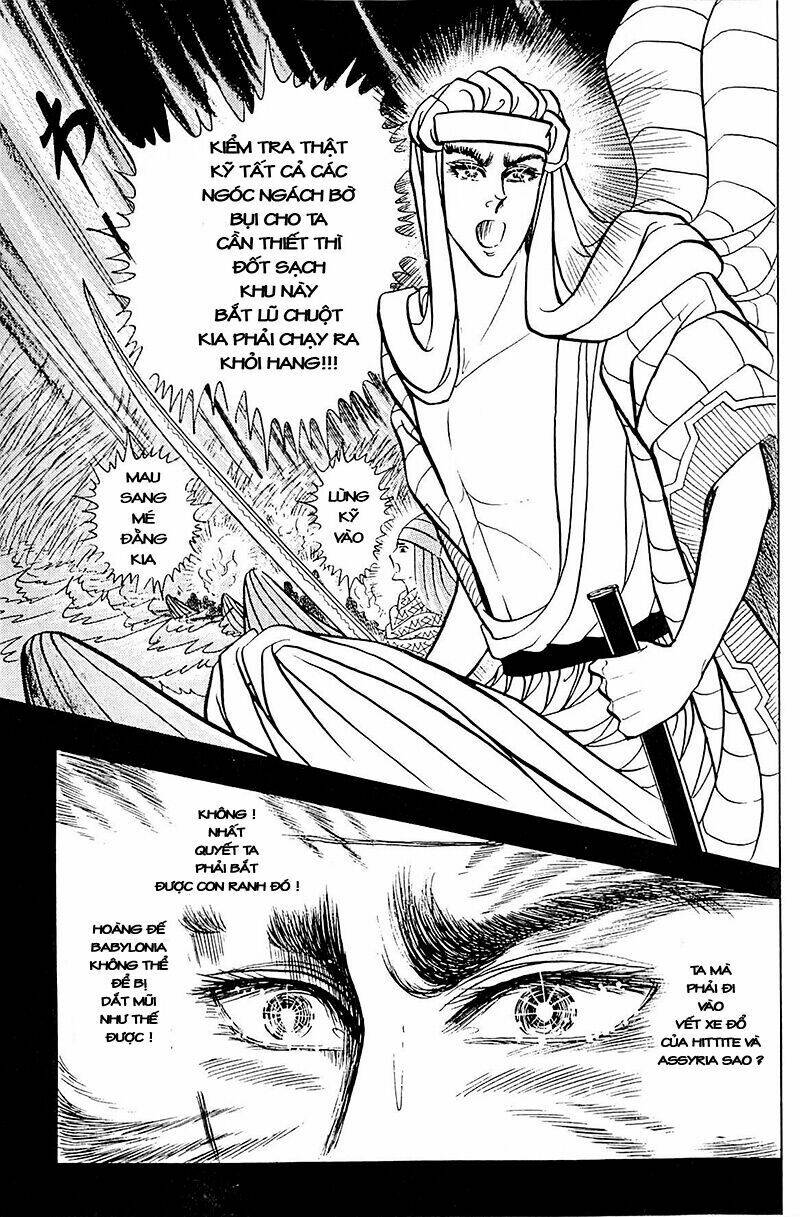 わ
KIỂM TRA THẬT
KỸ TẤT CẢ CÁC
NGÓC NGÁCH BỜ
BỤI CHO TA
CẦN THIẾT THÌ
ĐỐT SẠCH
KHU NÀY
BẮT LŨ CHUỘT
KIA PHẢI CHẠY RA
KHỎI HANG!!!
LÙNG
KỸ
VÀO
MAU
SANG
MÉ
ĐẰNG
KIA
KHÔNG !
NHẤT
QUYẾT TA
PHẢI BẮT
ĐƯỢC CON RANH ĐÓ !
HOÀNG ĐẾ
BABYLONIA
KHÔNG THỂ
ĐỂ BỊ
DẮT MŨI
NHƯ THẾ
ĐƯỢC !
TA MÀ
PHẢI ĐI
VÀO
VẾT XE ĐỔ
CỦA HITTITE VÀ
ASSYRIA SAO ?